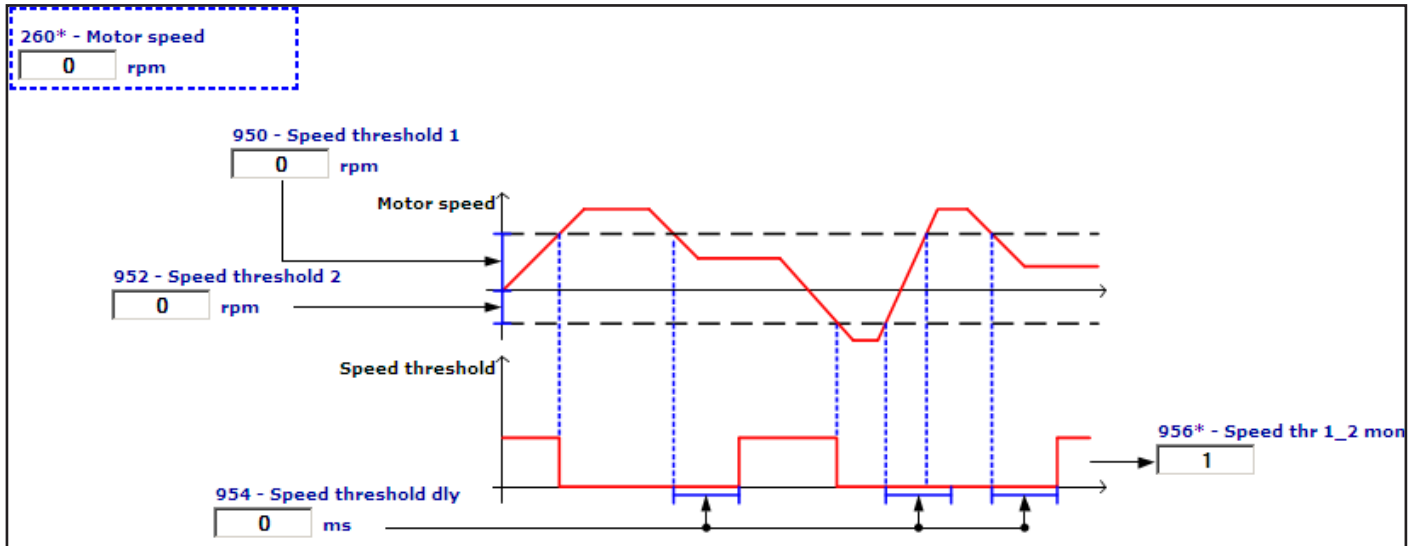 260* - Motor speed
0 rpm
950 - Speed threshold 1
0 rpm
Motor speed
952 - Speed threshold 2
0 rpm
Speed threshold
956* - Speed thr 1_2 mon
1
954 - Speed threshold dly
0 ms